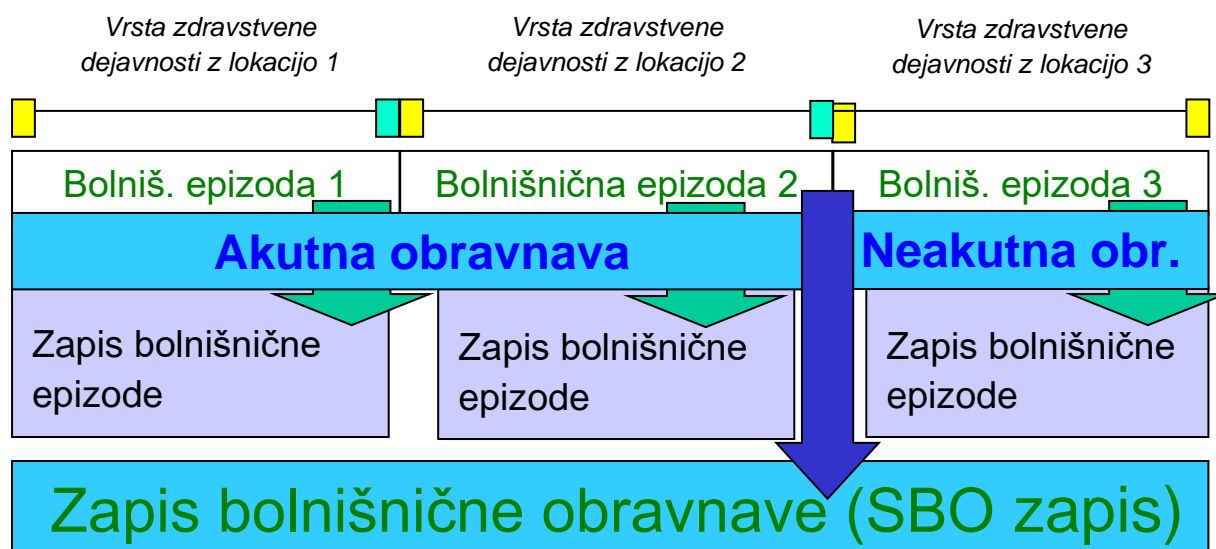 Vrsta zdravstvene
dejavnosti z lokacijo 1
Vrsta zdravstvene
dejavnosti z lokacijo 2
Vrsta zdravstvene
dejavnosti z lokacijo 3
Bolniš. epizoda 1
Bolnišnična epizoda 2
Bolniš. epizoda 3
Akutna obravnava
Neakutna obr.
Zapis bolnišnične
epizode
Zapis bolnišnične
epizode
Zapis bolnišnične
epizode
Zapis bolnišnične obravnave (SBO zapis)